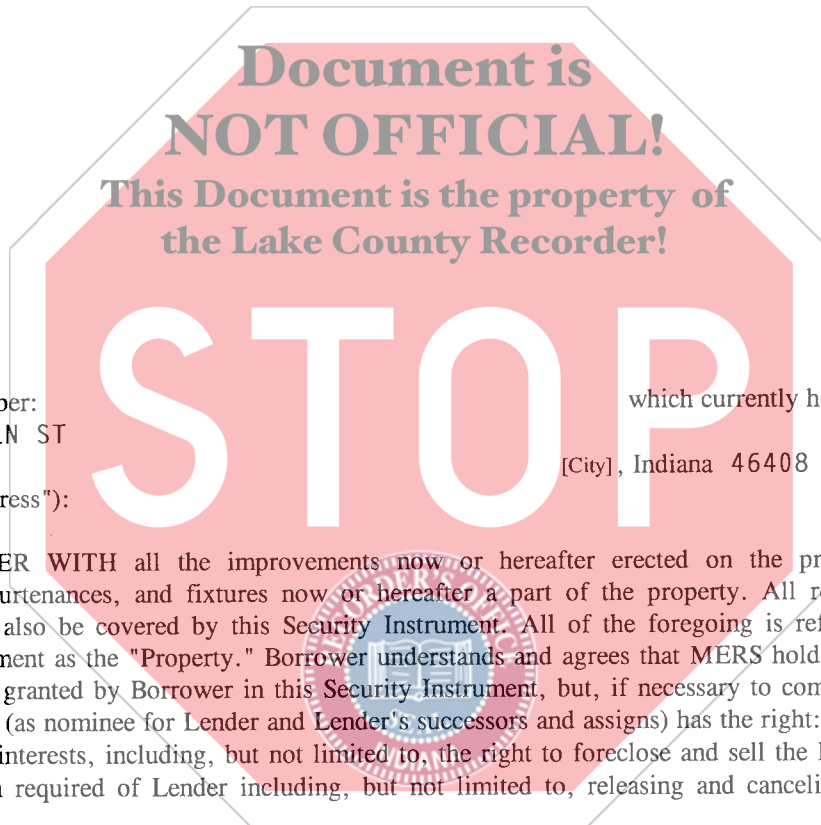 Document is
NOT OFFICIAL!
This Document is the property of
the Lake County Recorder!
STOP
ber: which currently h
LN ST
[City], Indiana 46408
ress"):
ER WITH all the improvements now or hereafter erected on the pr
urtenances, and fixtures now or hereafter a part of the property. All r
also be covered by this Security Instrument. All of the foregoing is ref
ment as the "Property." Borrower understands and agrees that MERS hold
granted by Borrower in this Security Instrument, but, if necessary to com
(as nominee for Lender and Lender's successors and assigns) has the right:
interests, including, but not limited to, the right to foreclose and sell the
required of Lender including, but not limited to, releasing and canceli
RECORDER'S OFFICE
INDIANA